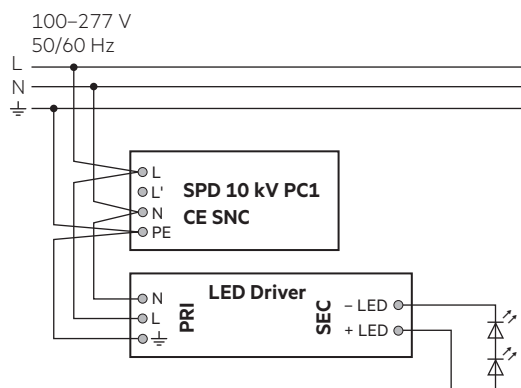 100–277 V
50/60 Hz
L
N
L
L'
N
PE
SPD 10 kV PC1
CE SNC
LED Driver
PRI
N
L
SEC
– LED
+ LED